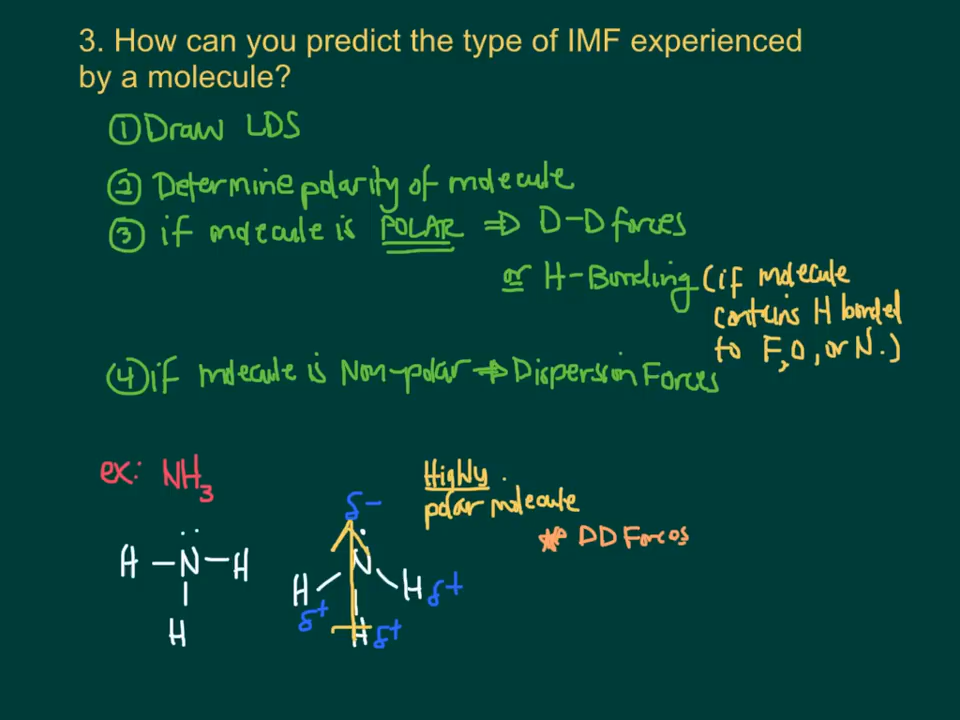 3. How can you predict the type of IMF experienced
by a molecule?
① Draw LDS
② Determine polarity of molecule
③ if molecule is POLAR ⇒ D-D forces
or H-Bonding (if molecule
contains H bonded
to F, O, or N.)
④ if molecule is Non-polar ⇒ Dispersion Forces
ex: NH3
Highly
polar molecule
* DD Forces
δ-
H - N - H
H
N
H H δ+
δ+
H δ+